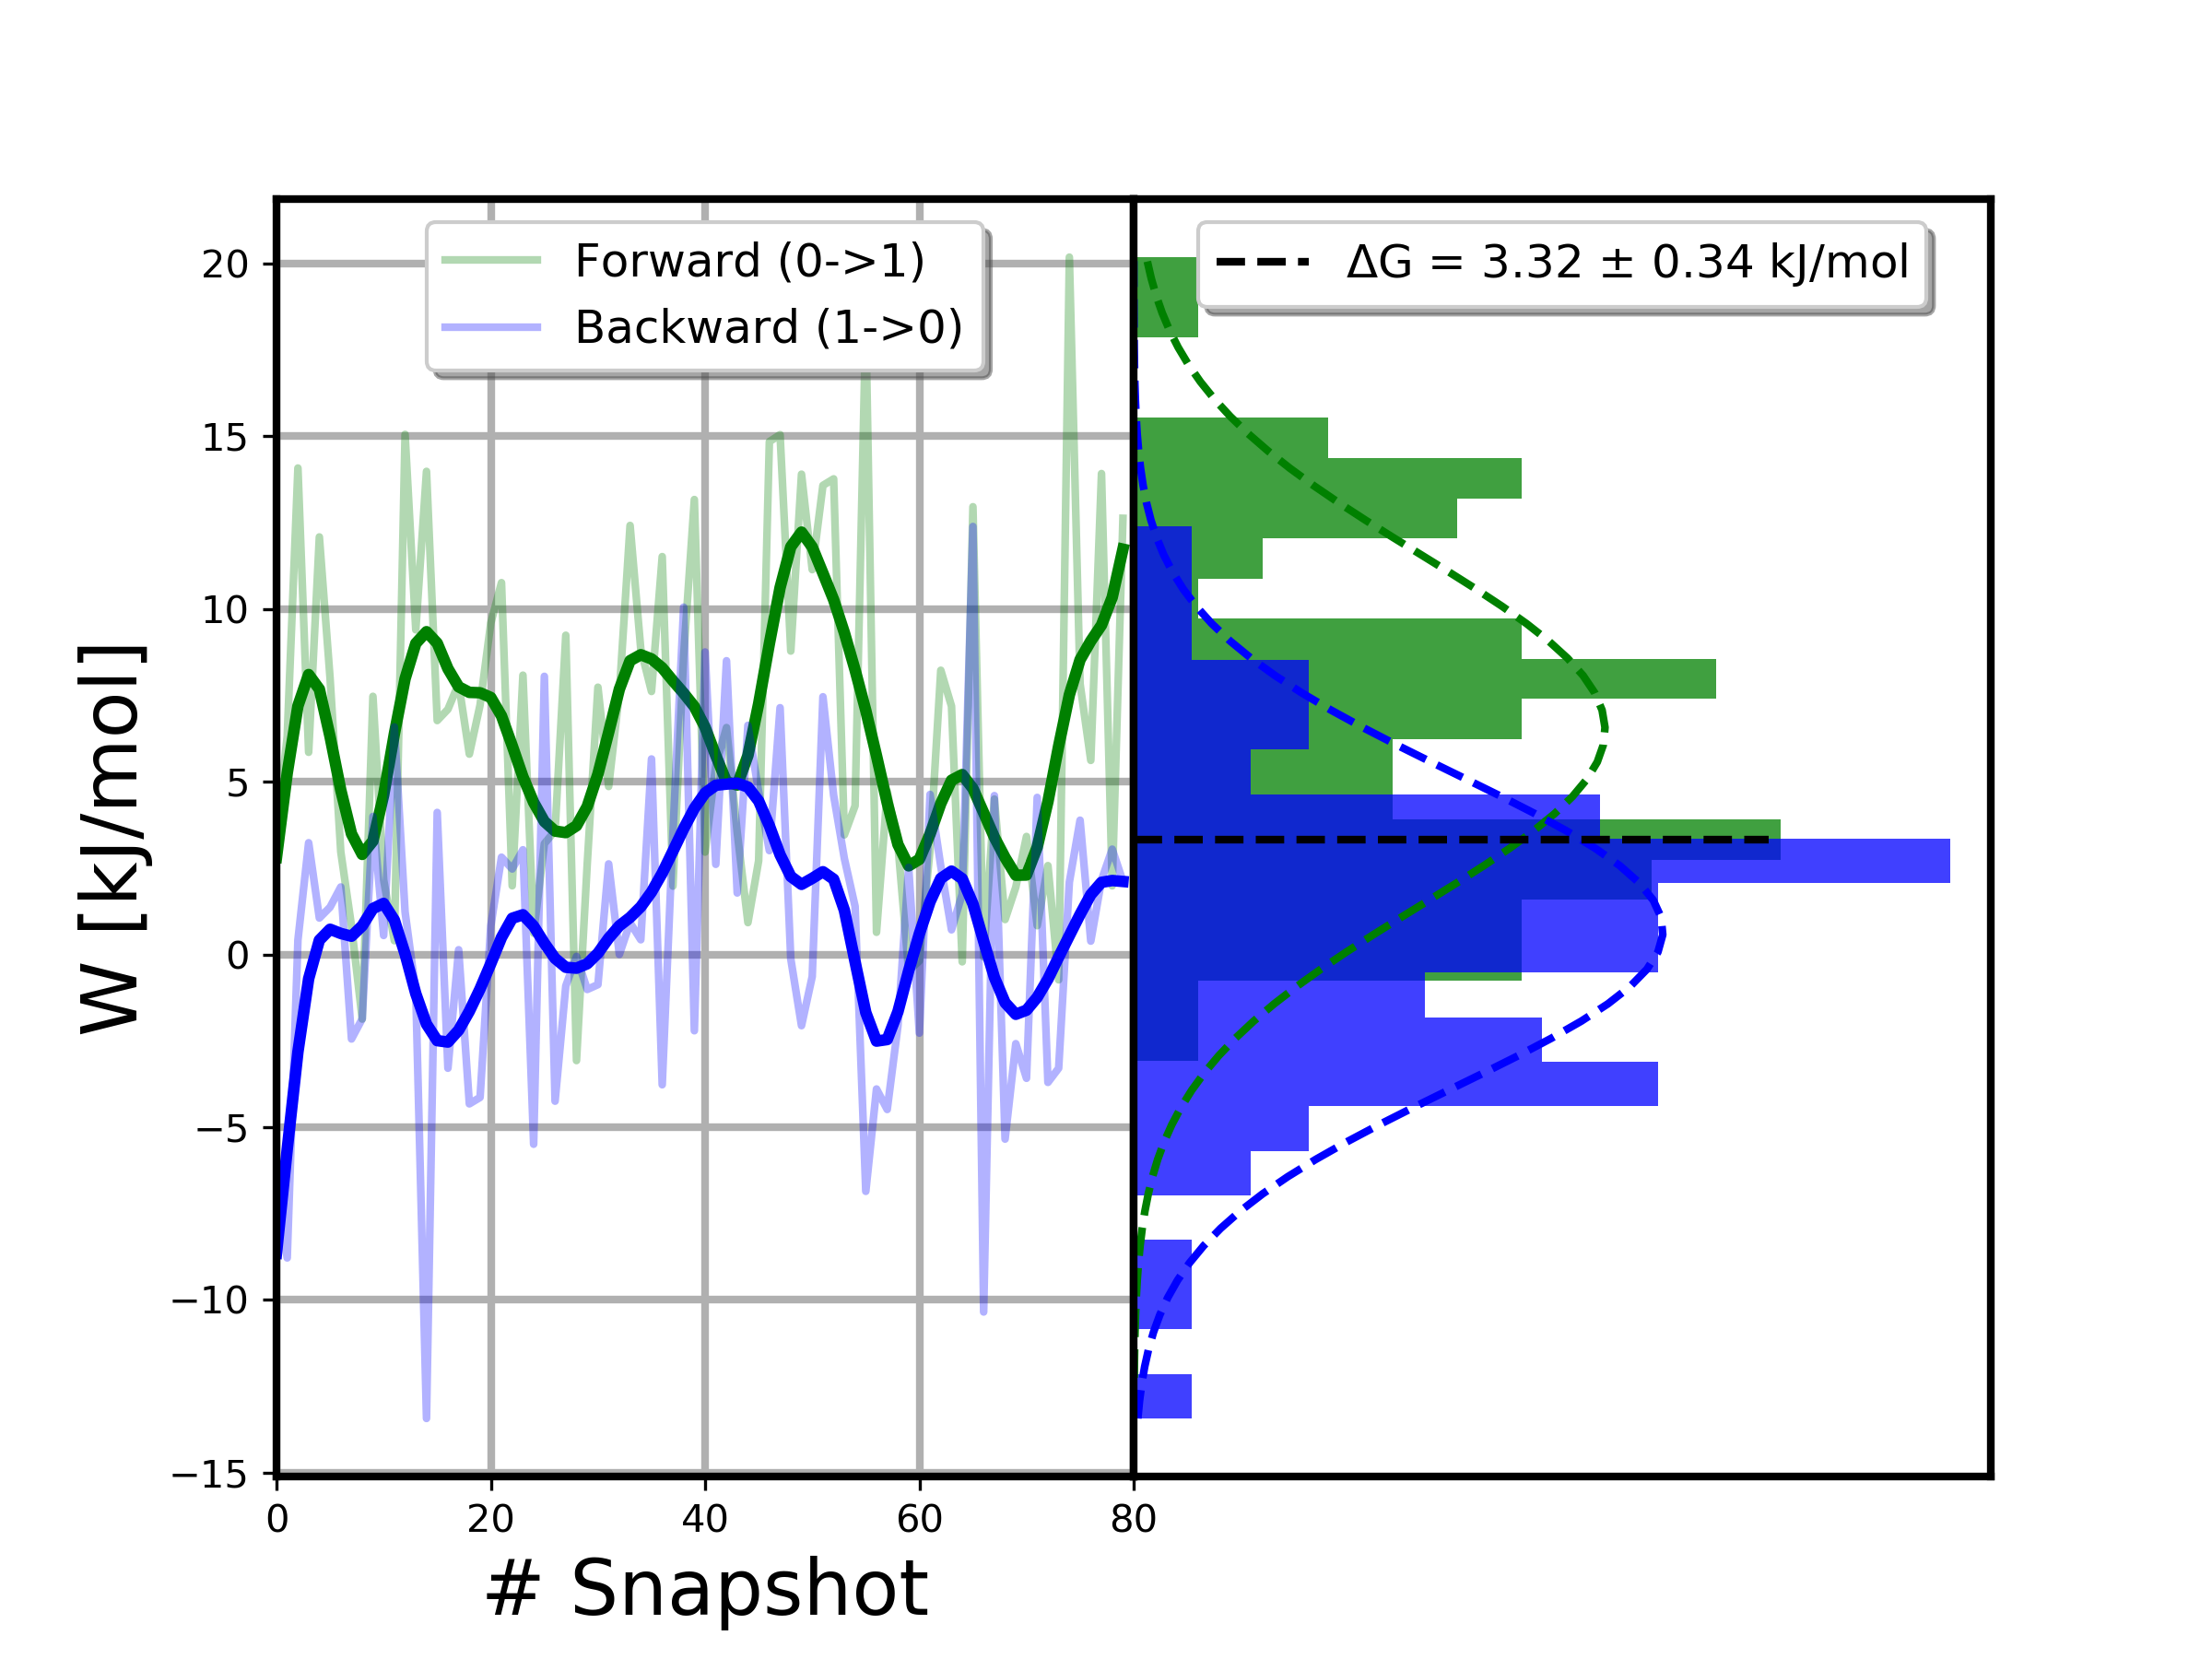 Forward (0->1)
Backward (1->0)
ΔG = 3.32 ± 0.34 kJ/mol
W [kJ/mol]
20
15
10
5
0
−5
−10
−15
0 20 40 60 80
# Snapshot